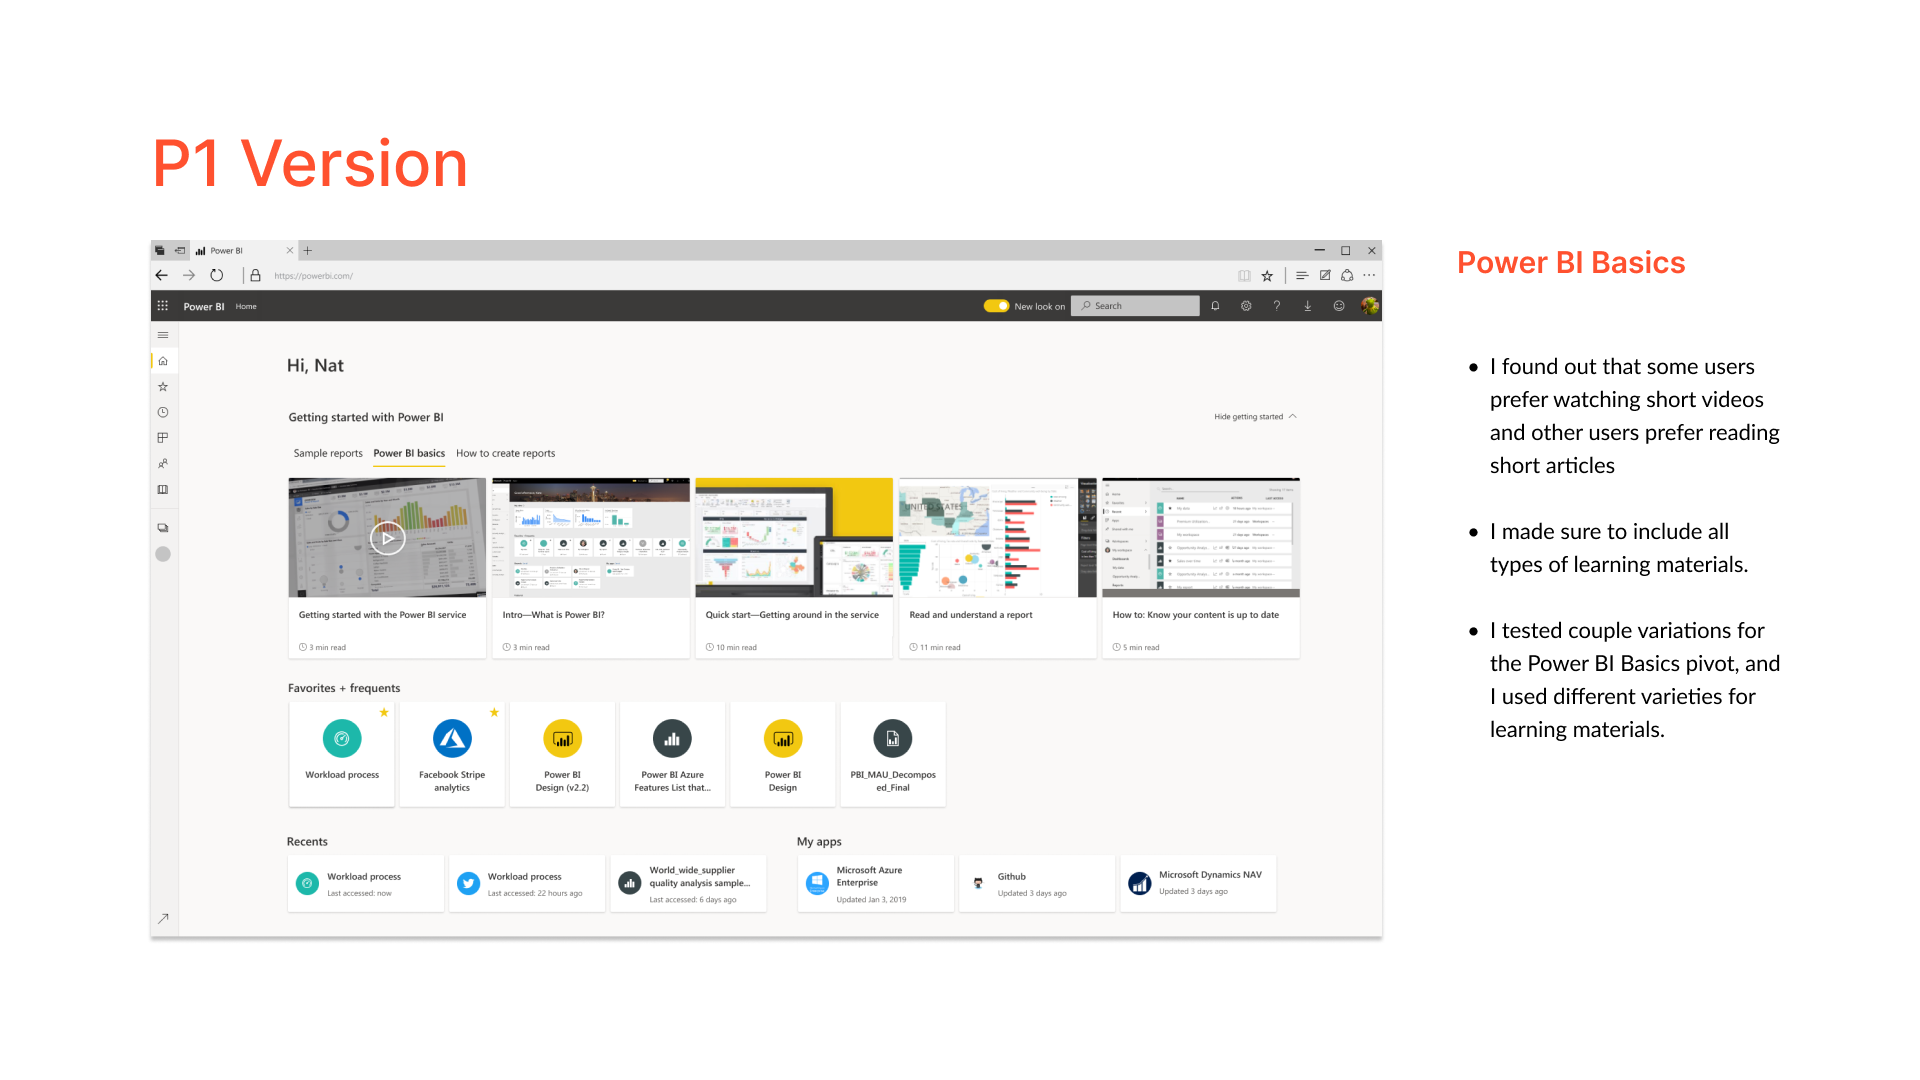 P1 Version
Power BI
https://powerbi.com/
Power BI Home
New look on
Search
Hi, Nat
Getting started with Power BI
Hide getting started
Sample reports Power BI basics How to create reports
UNITED STATES
Getting started with the Power BI service
3 min read
Intro—What is Power BI?
3 min read
Quick start—Getting around in the service
10 min read
Read and understand a report
11 min read
How to: Know your content is up to date
5 min read
Favorites + frequents
Workload process
Facebook Stripe
analytics
Power BI
Design (v2.2)
Power BI Azure
Features List that...
Power BI
Design
PBI_MAU_Decompos
ed_Final
Recents
Workload process
Last accessed: now
Workload process
Last accessed: 22 hours ago
World_wide_supplier
quality analysis sample...
Last accessed: 6 days ago
My apps
Microsoft Azure
Enterprise
Updated Jan 3, 2019
Github
Updated 3 days ago
Microsoft Dynamics NAV
Updated 3 days ago
Power BI Basics
• I found out that some users
prefer watching short videos
and other users prefer reading
short articles
• I made sure to include all
types of learning materials.
• I tested couple variations for
the Power BI Basics pivot, and
I used different varieties for
learning materials.